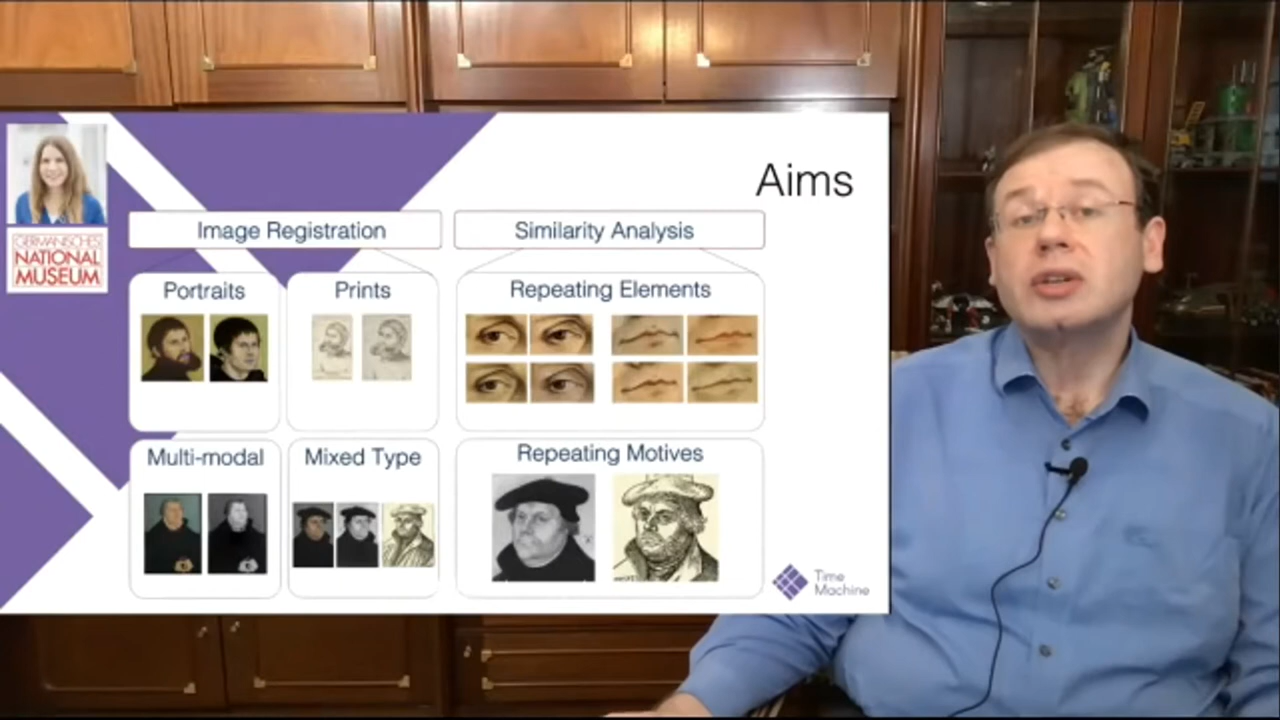 Aims
GERMANISCHES
NATIONAL
MUSEUM
Image Registration
Similarity Analysis
Portraits
Prints
Repeating Elements
Multi-modal
Mixed Type
Repeating Motives
Time
Machine